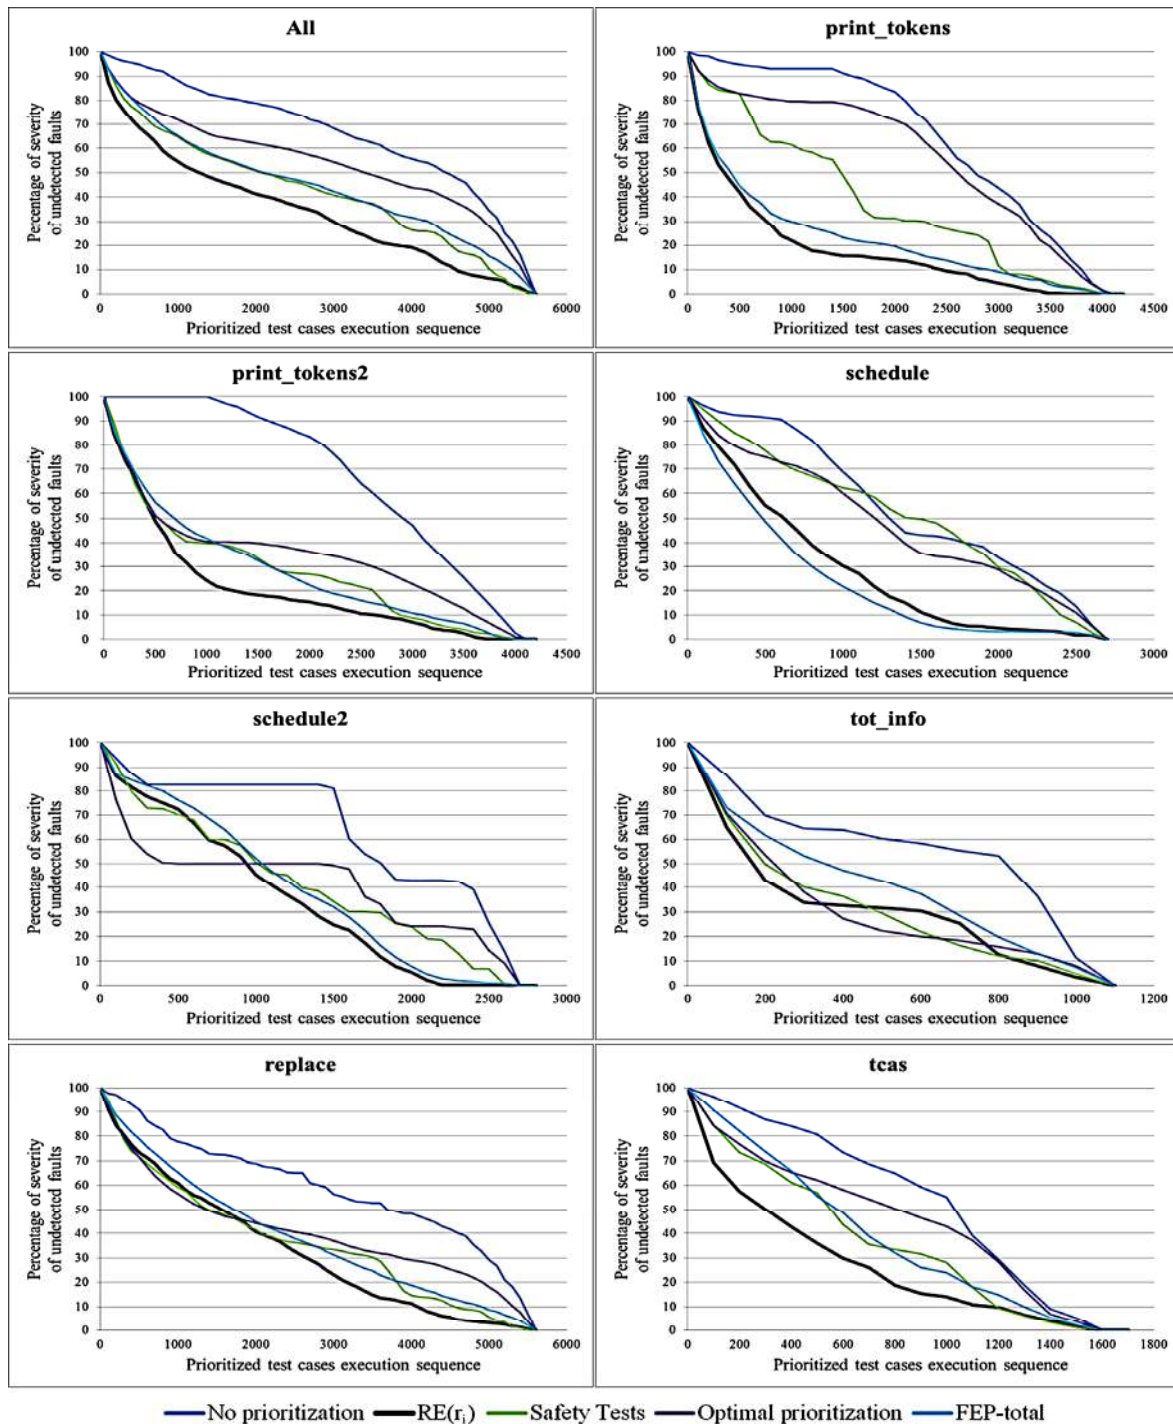 All
100
90
80
70
60
50
40
30
20
10
0
Percentage of severity
of undetected faults
0 1000 2000 3000 4000 5000 6000
Prioritized test cases execution sequence
print_tokens
100
90
80
70
60
50
40
30
20
10
0
Percentage of severity
of undetected faults
0 500 1000 1500 2000 2500 3000 3500 4000 4500
Prioritized test cases execution sequence
print_tokens2
100
90
80
70
60
50
40
30
20
10
0
Percentage of severity
of undetected faults
0 500 1000 1500 2000 2500 3000 3500 4000 4500
Prioritized test cases execution sequence
schedule
100
90
80
70
60
50
40
30
20
10
0
Percentage of severity
of undetected faults
0 500 1000 1500 2000 2500 3000
Prioritized test cases execution sequence
schedule2
100
90
80
70
60
50
40
30
20
10
0
Percentage of severity
of undetected faults
0 500 1000 1500 2000 2500 3000
Prioritized test cases execution sequence
tot_info
100
90
80
70
60
50
40
30
20
10
0
Percentage of severity
of undetected faults
0 200 400 600 800 1000 1200
Prioritized test cases execution sequence
replace
100
90
80
70
60
50
40
30
20
10
0
Percentage of severity
of undetected faults
0 1000 2000 3000 4000 5000 6000
Prioritized test cases execution sequence
tcas
100
90
80
70
60
50
40
30
20
10
0
Percentage of severity
of undetected faults
0 200 400 600 800 1000 1200 1400 1600 1800
Prioritized test cases execution sequence
No prioritization RE(r_i) Safety Tests Optimal prioritization FEP-total